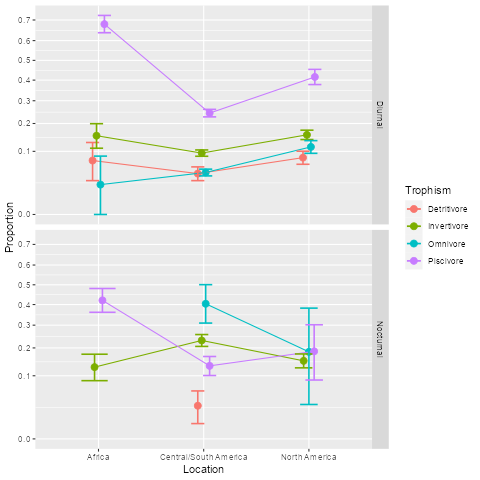 0.7
0.6
0.5
0.4
0.3
0.2
0.1
0.0
Diurnal
0.7
0.6
0.5
0.4
0.3
0.2
0.1
0.0
Nocturnal
Proportion
Africa
Central/South America
North America
Location
Trophism
Detritivore
Invertivore
Omnivore
Piscivore